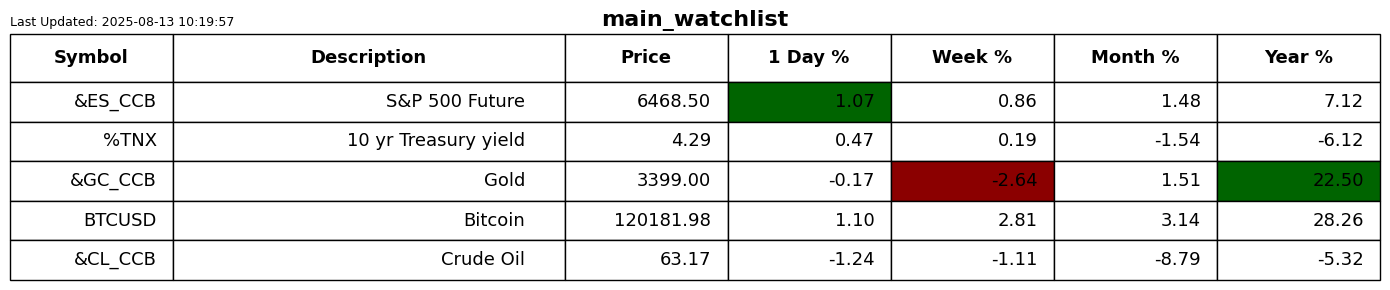 Last Updated: 2025-08-13 10:19:57
main_watchlist
Symbol Description Price 1 Day % Week % Month % Year %
&ES_CCB S&P 500 Future 6468.50 1.07 0.86 1.48 7.12
%TNX 10 yr Treasury yield 4.29 0.47 0.19 -1.54 -6.12
&GC_CCB Gold 3399.00 -0.17 -2.64 1.51 22.50
BTCUSD Bitcoin 120181.98 1.10 2.81 3.14 28.26
&CL_CCB Crude Oil 63.17 -1.24 -1.11 -8.79 -5.32